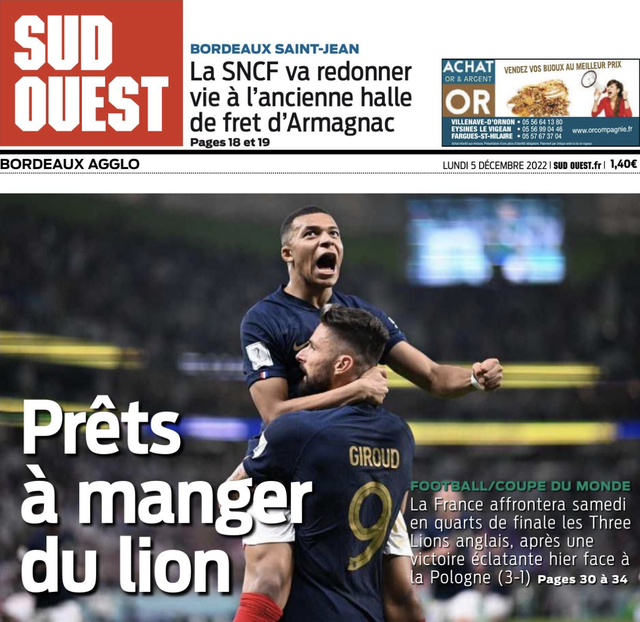 SUD
OUEST
BORDEAUX SAINT-JEAN
La SNCF va redonner
vie à l'ancienne halle
de fret d'Armagnac
Pages 18 et 19
ACHAT
OR & ARGENT
OR
VENDEZ VOS BIJOUX AU MEILLEUR PRIX
VILLENAVE-D'ORNON • 05 56 64 13 80
EYSINES LE VIGEAN • 05 56 99 04 46
FARGUES-ST-HILAIRE • 05 57 67 37 04
www.orcompagnie.fr
BORDEAUX AGGLO
LUNDI 5 DÉCEMBRE 2022 | SUD OUEST.fr | 1,40€
Prêts
à manger
du lion
GIROUD
9
FOOTBALL/COUPE DU MONDE
La France affrontera samedi
en quarts de finale les Three
Lions anglais, après une
victoire éclatante hier face à
la Pologne (3-1) Pages 30 à 34